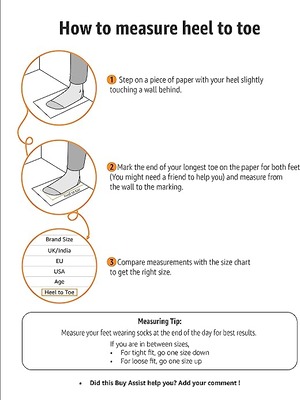 How to measure heel to toe
1 Step on a piece of paper with your heel slightly
touching a wall behind.
2 Mark the end of your longest toe on the paper for both feet
(You might need a friend to help you) and measure from
the wall to the marking.
Brand Size
UK/India
EU
USA
Age
Heel to Toe
3 Compare measurements with the size chart
to get the right size.
Measuring Tip:
Measure your feet wearing socks at the end of the day for best results.
If you are in between sizes,
• For tight fit, go one size down
• For loose fit, go one size up
• Did this Buy Assist help you? Add your comment !